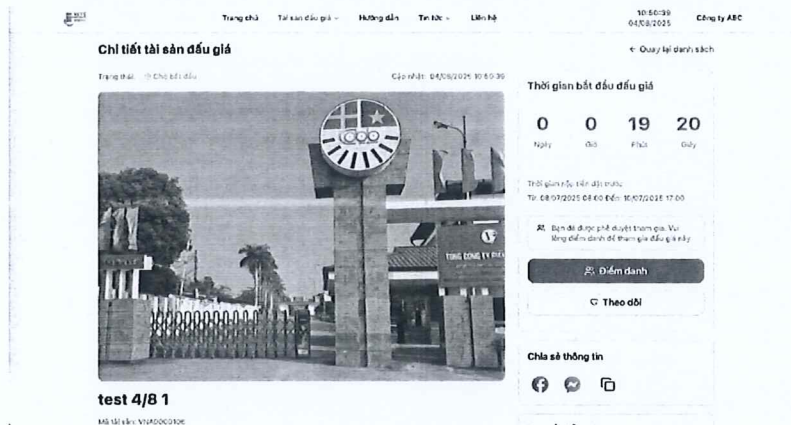 Trang chủ
Tài sản đấu giá
Hướng dẫn
Tin tức
Liên hệ
10:50:39
04/08/2025
Công ty ABC
Chi tiết tài sản đấu giá
← Quay lại danh sách
Trạng thái: Chờ bắt đầu
Cập nhật: 04/08/2025 10:50:39
TỔNG CÔNG TY
test 4/8 1
Mã tài sản: VNA0000106
Thời gian bắt đầu đấu giá
0 0 19 20
Ngày Giờ Phút Giây
Thời gian nộp tiền đặt trước
Từ: 08/07/2025 08:00 Đến: 10/07/2025 17:00
Bạn đã được phê duyệt tham gia. Vui
lòng điểm danh để tham gia đấu giá này
Điểm danh
Theo dõi
Chia sẻ thông tin